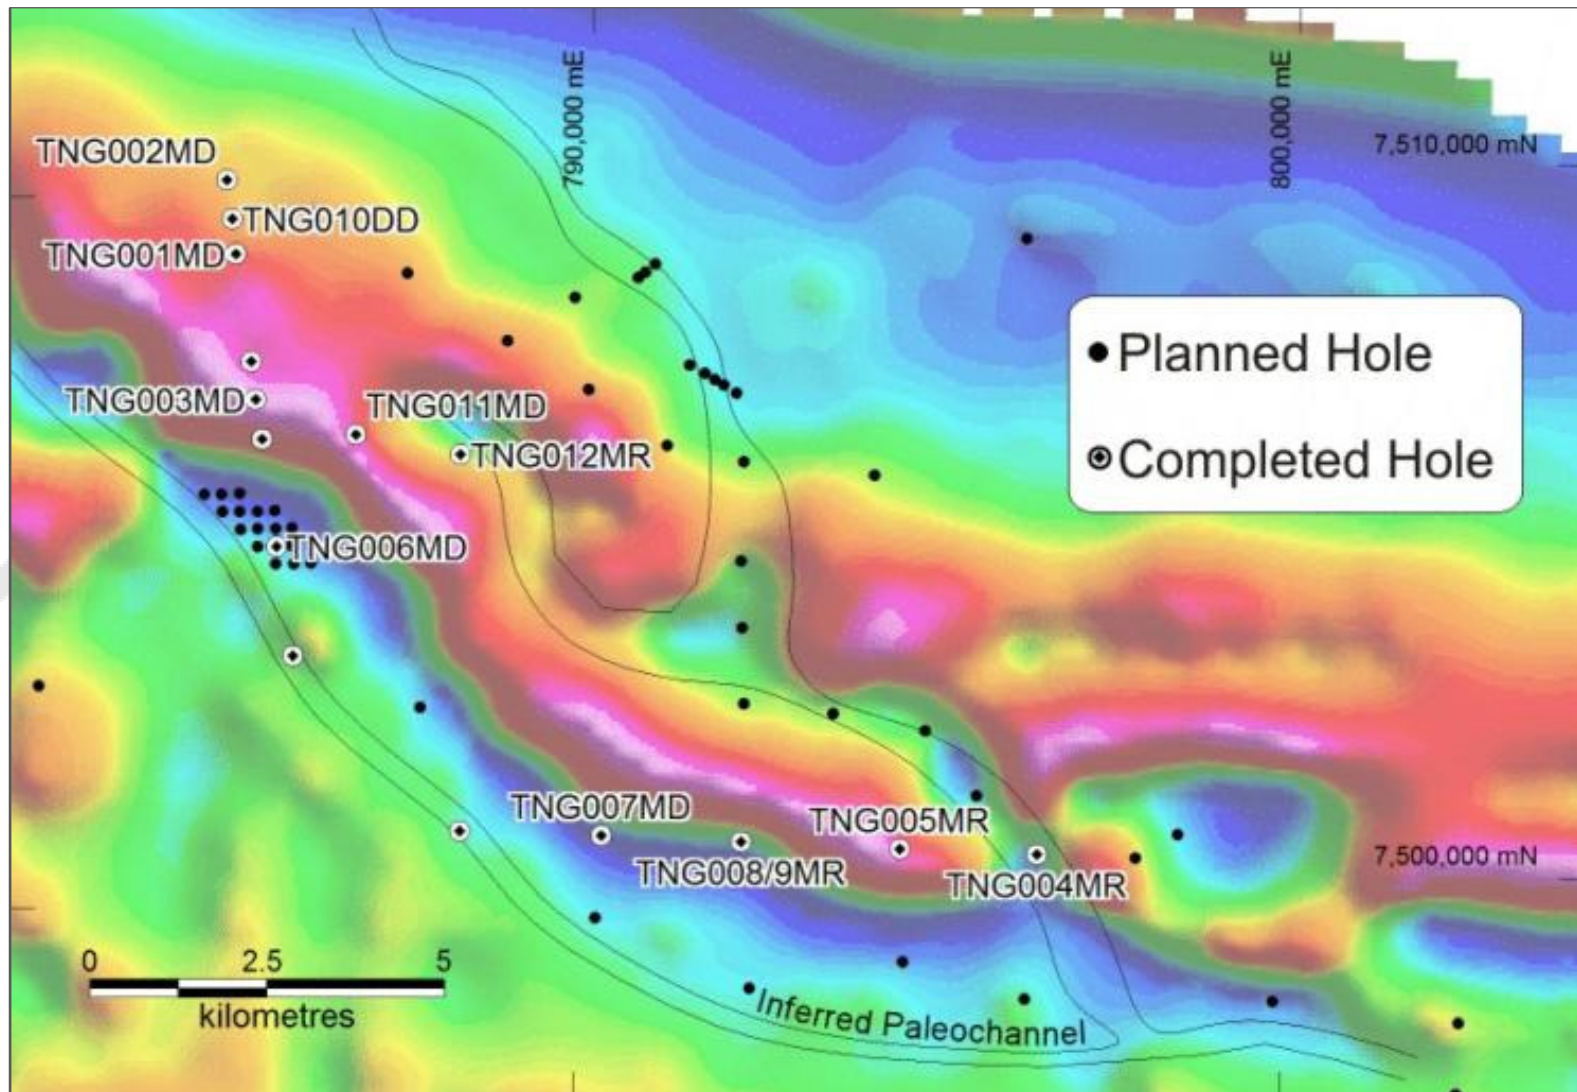 790,000 mE
800,000 mE
7,510,000 mN
TNG002MD
TNG010DD
TNG001MD
Planned Hole
Completed Hole
TNG003MD
TNG011MD
TNG012MR
TNG006MD
TNG007MD
TNG005MR
TNG008/9MR
TNG004MR
7,500,000 mN
0 2.5 5
kilometres
Inferred Paleochannel